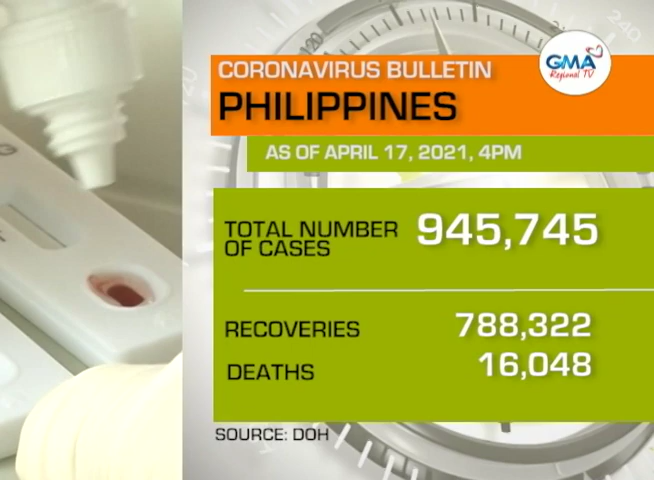 CORONAVIRUS BULLETIN
GMA
Regional TV
PHILIPPINES
AS OF APRIL 17, 2021, 4PM
TOTAL NUMBER
OF CASES
945,745
RECOVERIES 788,322
DEATHS 16,048
SOURCE: DOH